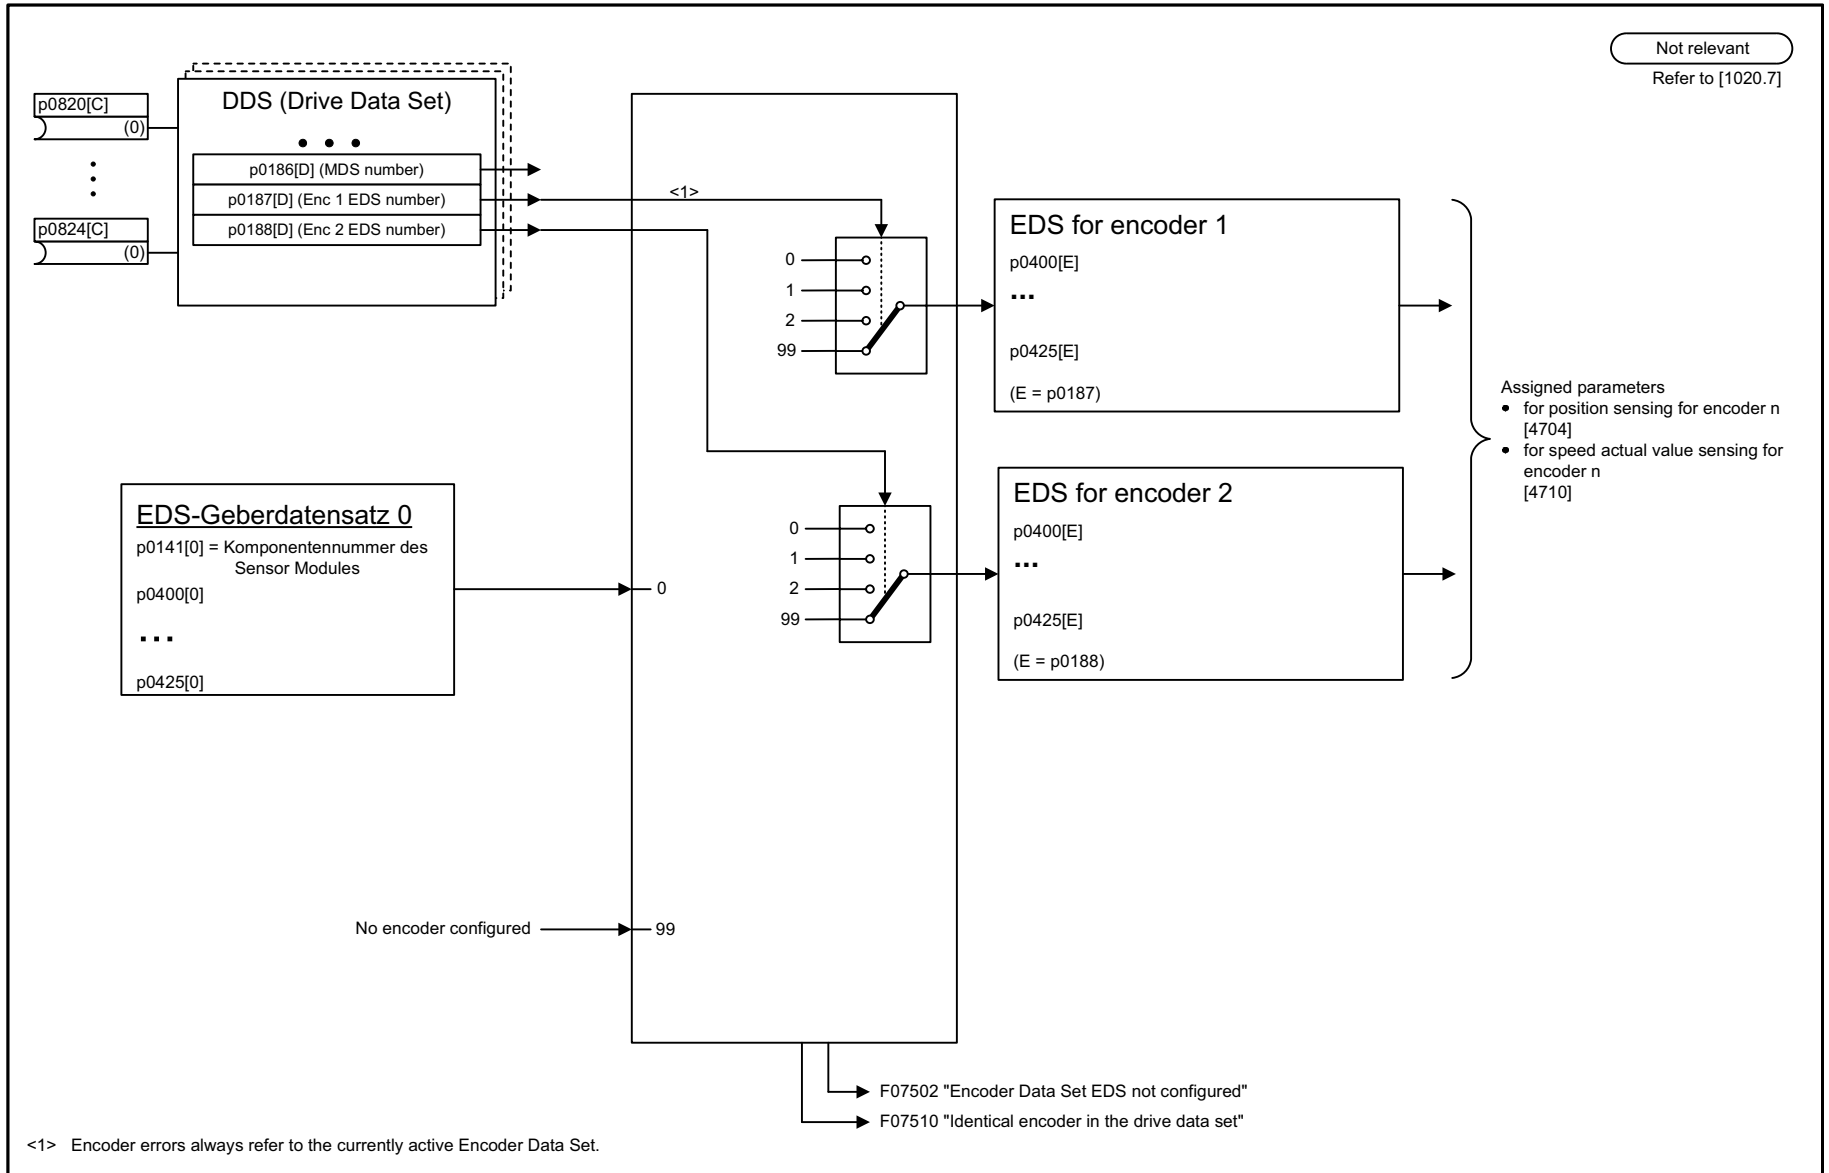 Not relevant
Refer to [1020.7]
p0820[C]
(0)
p0824[C]
(0)
DDS (Drive Data Set)
p0186[D] (MDS number)
p0187[D] (Enc 1 EDS number)
p0188[D] (Enc 2 EDS number)
<1>
0
1
2
99
EDS for encoder 1
p0400[E]
...
p0425[E]
(E = p0187)
Assigned parameters
• for position sensing for encoder n
[4704]
• for speed actual value sensing for
encoder n
[4710]
0
1
2
99
EDS for encoder 2
p0400[E]
...
p0425[E]
(E = p0188)
EDS-Geberdatensatz 0
p0141[0] = Komponentennummer des
Sensor Modules
p0400[0]
...
p0425[0]
0
No encoder configured
99
F07502 "Encoder Data Set EDS not configured"
F07510 "Identical encoder in the drive data set"
<1> Encoder errors always refer to the currently active Encoder Data Set.